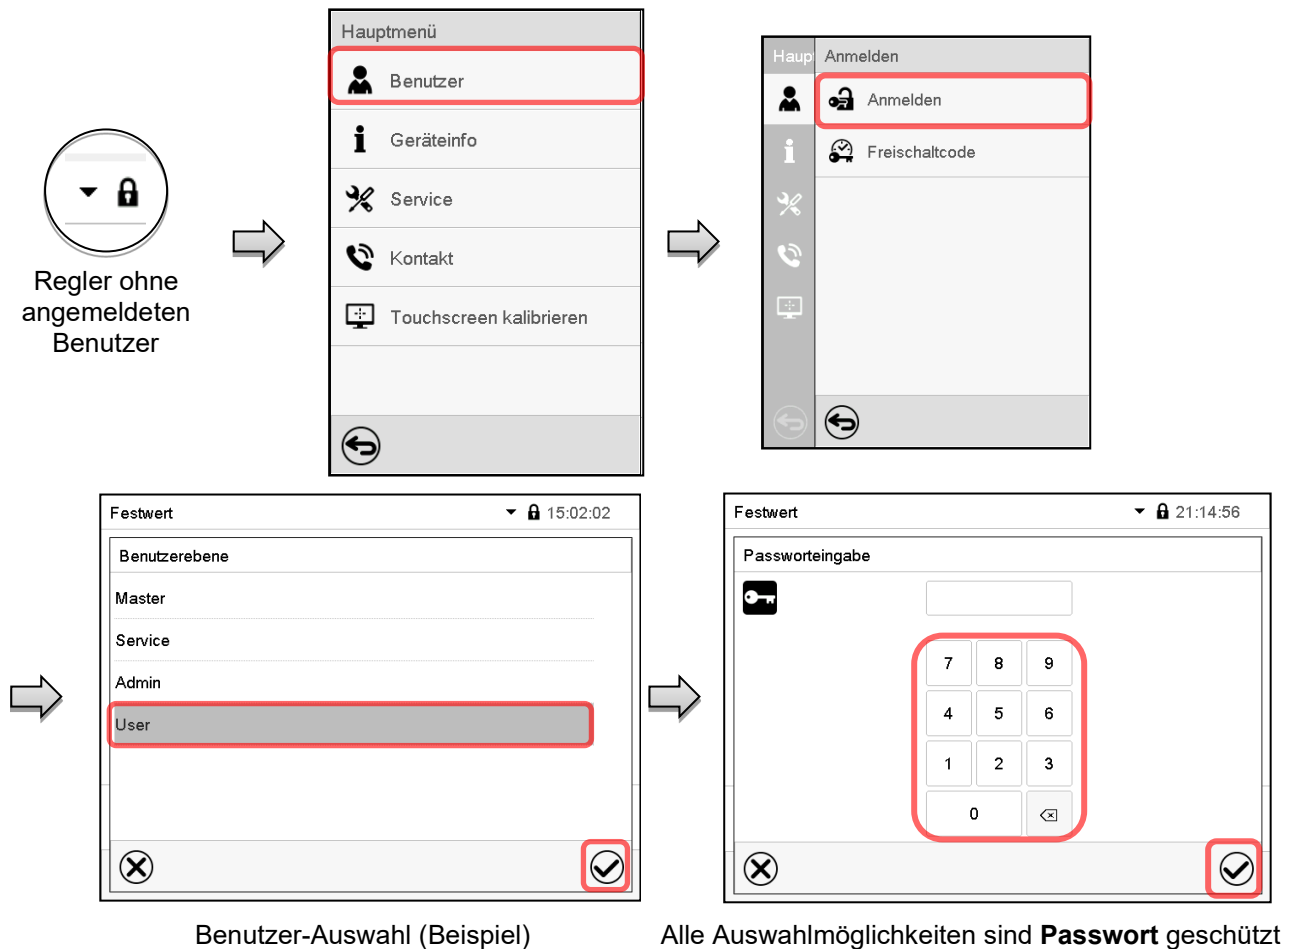 Hauptmenü
Benutzer
Geräteinfo
Service
Kontakt
Touchscreen kalibrieren
Haup
Anmelden
Anmelden
Freischaltcode
Regler ohne
angemeldeten
Benutzer
Festwert 15:02:02
Benutzerebene
Master
Service
Admin
User
Festwert 21:14:56
Passworteingabe
7 8 9
4 5 6
1 2 3
0
Benutzer-Auswahl (Beispiel)
Alle Auswahlmöglichkeiten sind Passwort geschützt